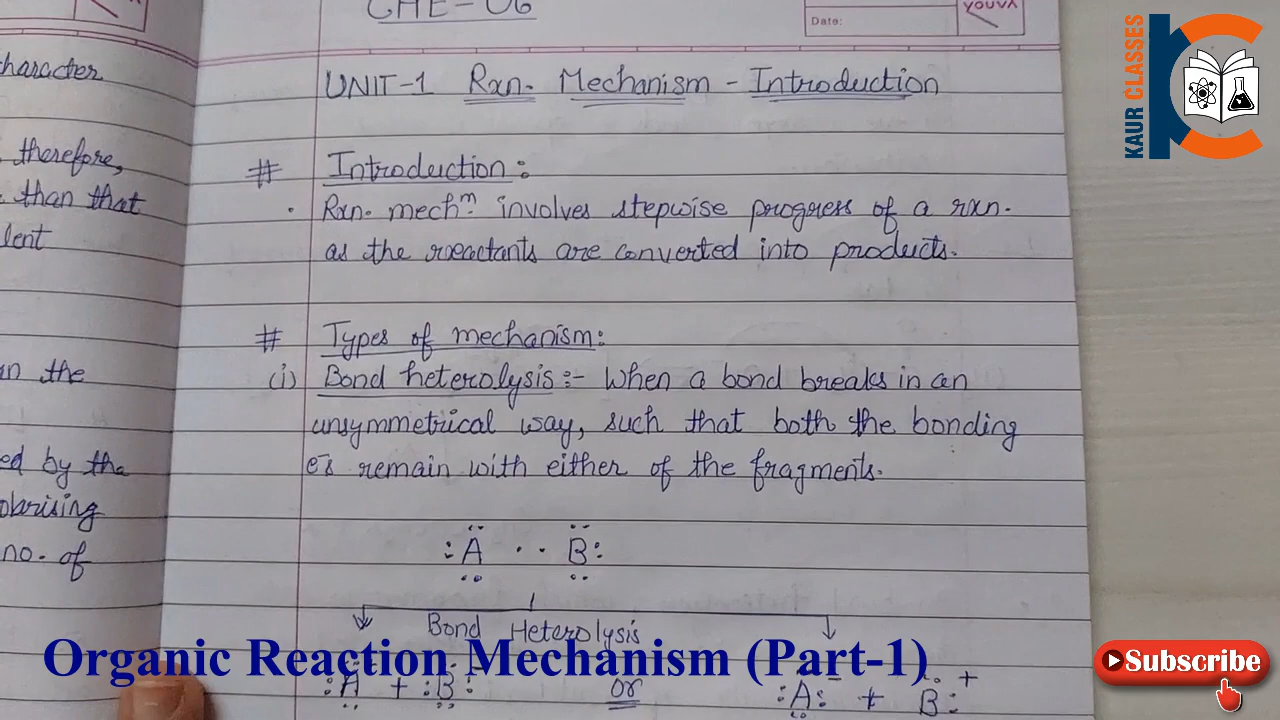 CHE-06
Date:
YOUVA
KAUR CLASSES
haracter
therefore,
than that
lent
n the
ed by the
no. of
UNIT-1 Rxn. Mechanism - Introduction
# Introduction:
. Rxn. mechᵐ involves stepwise progress of a rxn.
as the reactants are converted into products.
# Types of mechanism:
(i) Bond heterolysis :- When a bond breaks in an
unsymmetrical way, such that both the bonding
e⁻s remain with either of the fragments.
:A ·· B:
Bond Heterolysis
:A + :B: or :A:⁻ + B:⁺
Organic Reaction Mechanism (Part-1)
Subscribe